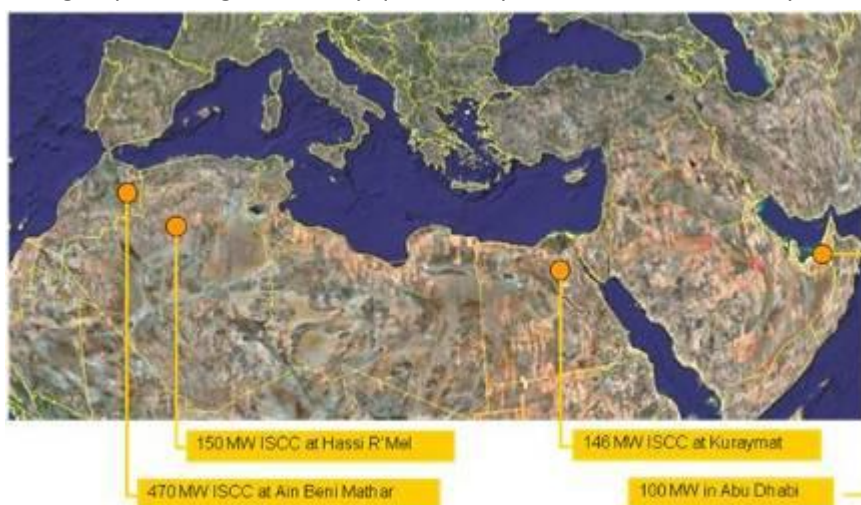 150 MW ISCC at Hassi R'Mel
146 MW ISCC at Kuraymat
470 MW ISCC at Ain Beni Mathar
100 MW in Abu Dhabi